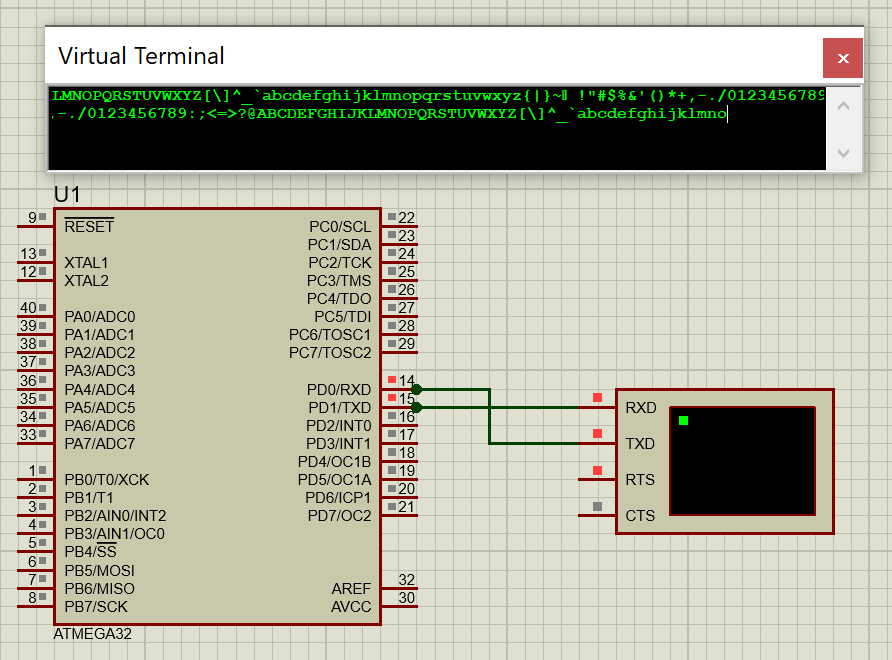 Virtual Terminal
LMNOPQRSTUVWXYZ[\]^_`abcdefghijklmnopqrstuvwxyz{|}~ !"#$%&'()*+,-./0123456789
,-./0123456789:;<=>?@ABCDEFGHIJKLMNOPQRSTUVWXYZ[\]^_`abcdefghijklmno
U1
9 RESET PC0/SCL 22
PC1/SDA 23
13 XTAL1 PC2/TCK 24
12 XTAL2 PC3/TMS 25
PC4/TDO 26
40 PA0/ADC0 PC5/TDI 27
39 PA1/ADC1 PC6/TOSC1 28
38 PA2/ADC2 PC7/TOSC2 29
37 PA3/ADC3
36 PA4/ADC4 PD0/RXD 14
35 PA5/ADC5 PD1/TXD 15
34 PA6/ADC6 PD2/INT0 16
33 PA7/ADC7 PD3/INT1 17
PD4/OC1B 18
1 PB0/T0/XCK PD5/OC1A 19
2 PB1/T1 PD6/ICP1 20
3 PB2/AIN0/INT2 PD7/OC2 21
4 PB3/AIN1/OC0
5 PB4/SS
6 PB5/MOSI
7 PB6/MISO AREF 32
8 PB7/SCK AVCC 30
ATMEGA32
RXD
TXD
RTS
CTS